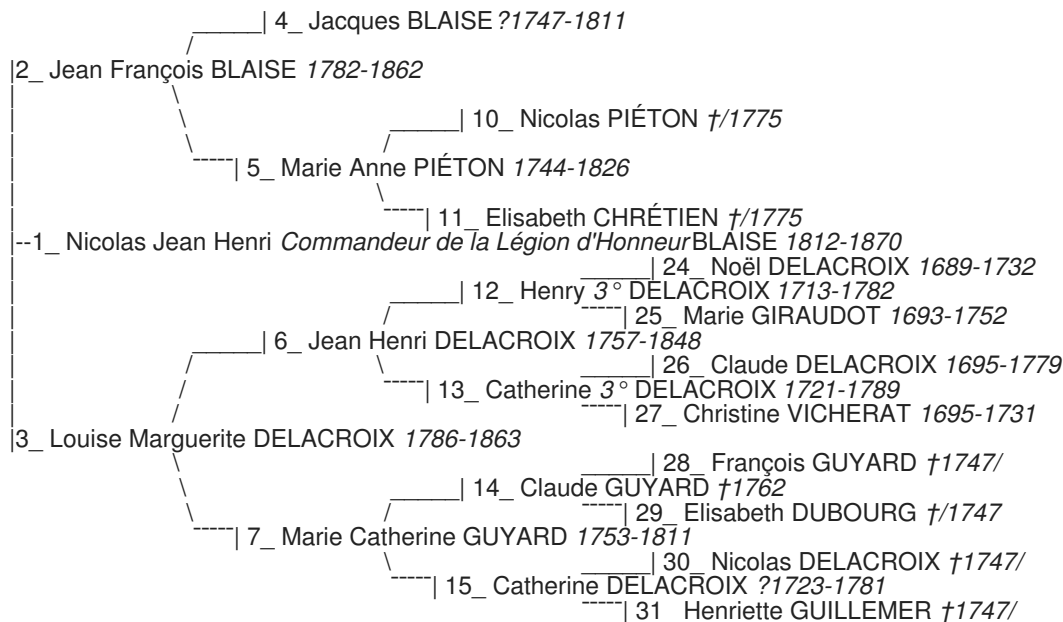 4_ Jacques BLAISE ?1747-1811
2_ Jean François BLAISE 1782-1862
10_ Nicolas PIÉTON †/1775
5_ Marie Anne PIÉTON 1744-1826
11_ Elisabeth CHRÉTIEN †/1775
--1_ Nicolas Jean Henri Commandeur de la Légion d'Honneur BLAISE 1812-1870
24_ Noël DELACROIX 1689-1732
12_ Henry 3° DELACROIX 1713-1782
25_ Marie GIRAUDOT 1693-1752
6_ Jean Henri DELACROIX 1757-1848
26_ Claude DELACROIX 1695-1779
13_ Catherine 3° DELACROIX 1721-1789
27_ Christine VICHERAT 1695-1731
3_ Louise Marguerite DELACROIX 1786-1863
28_ François GUYARD †1747/
14_ Claude GUYARD †1762
29_ Elisabeth DUBOURG †/1747
7_ Marie Catherine GUYARD 1753-1811
30_ Nicolas DELACROIX †1747/
15_ Catherine DELACROIX ?1723-1781
31_ Henriette GUILLEMER †1747/